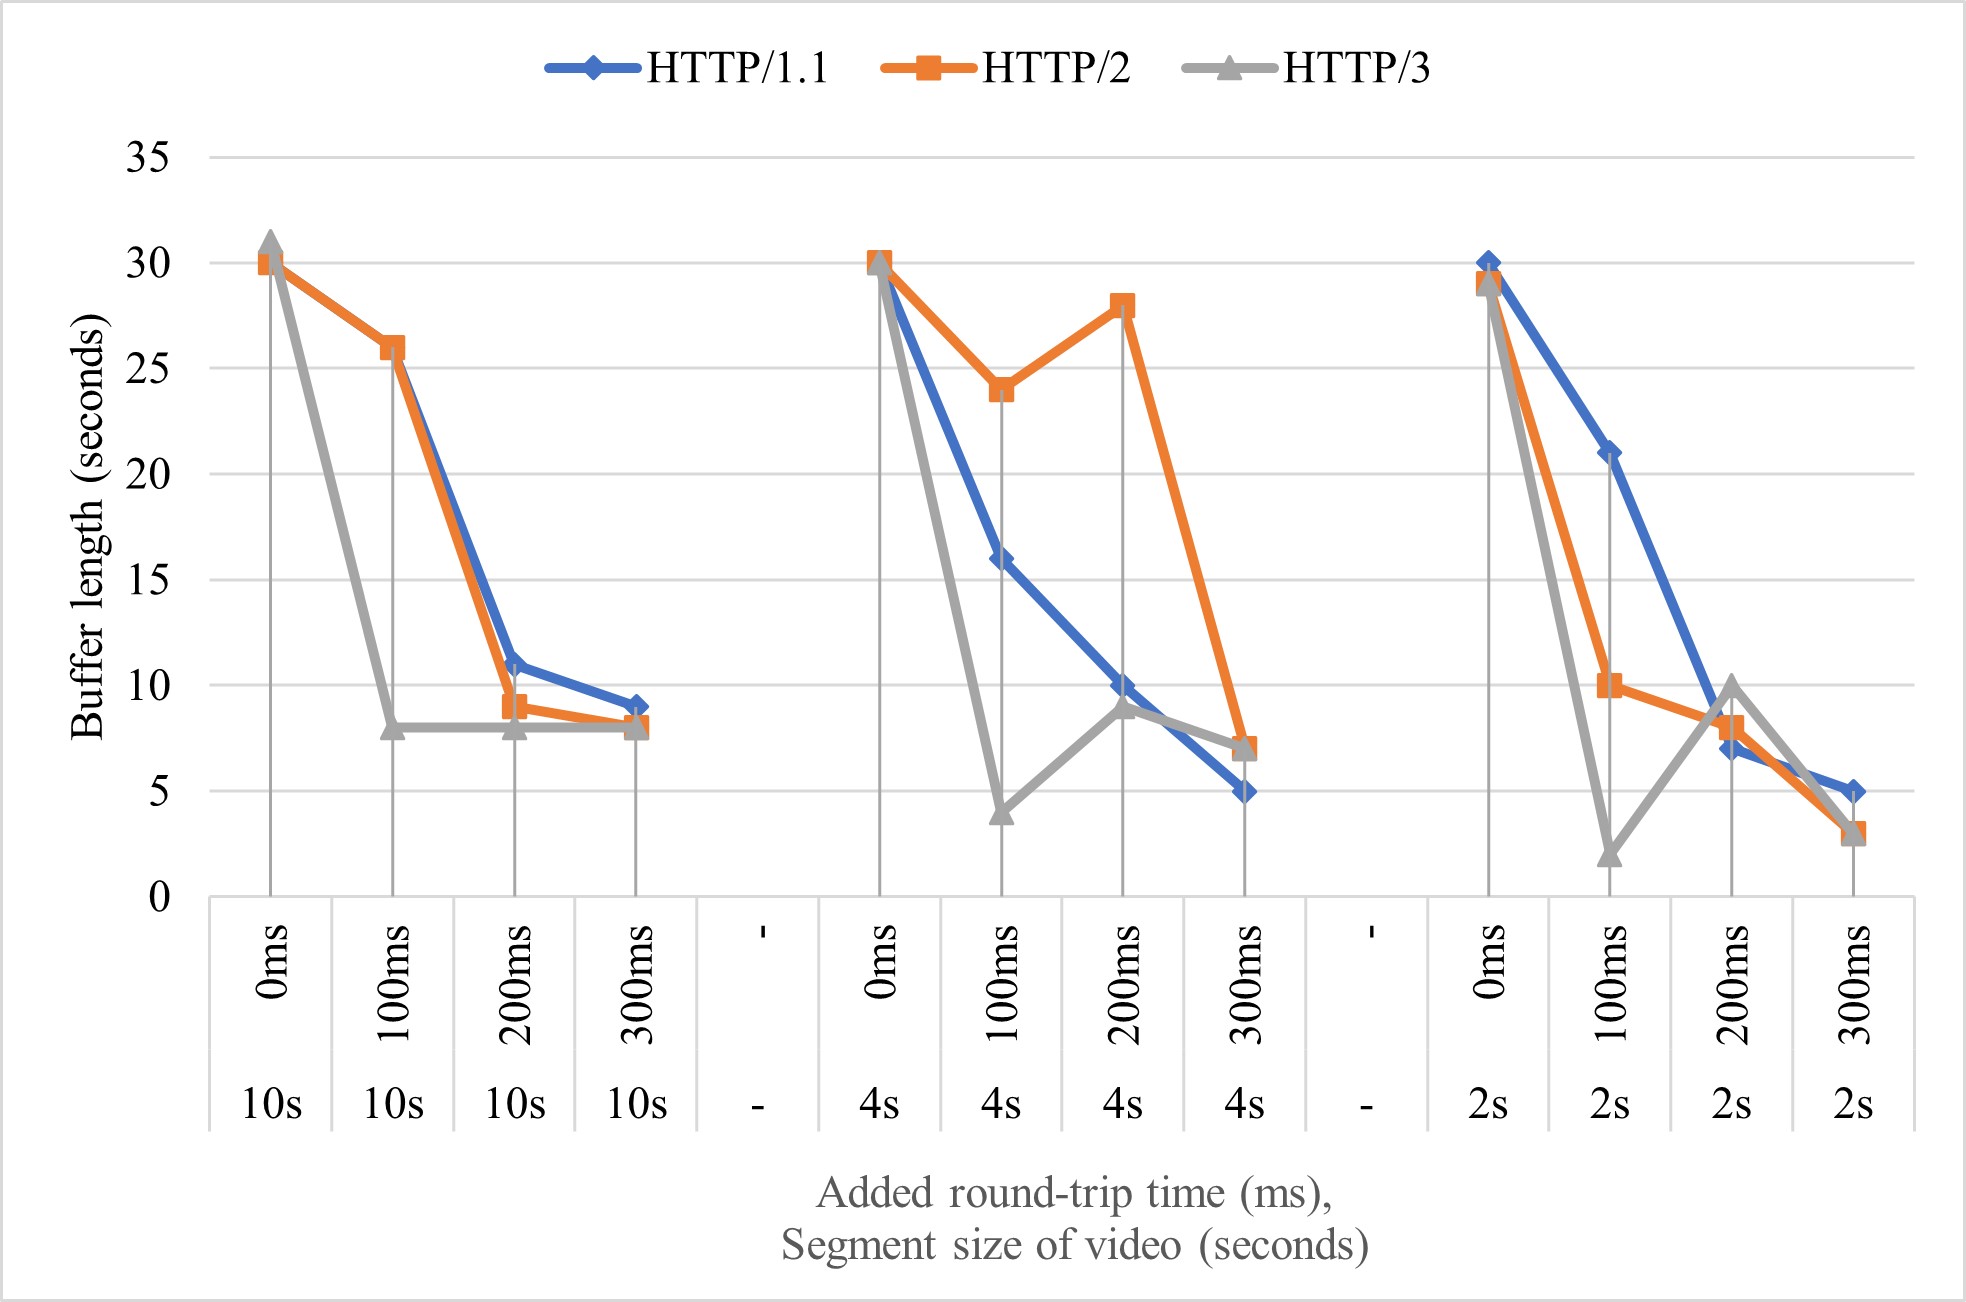 HTTP/1.1 HTTP/2 HTTP/3
35
30
25
20
15
10
5
0
Buffer length (seconds)
0ms 100ms 200ms 300ms - 0ms 100ms 200ms 300ms - 0ms 100ms 200ms 300ms
10s 10s 10s 10s - 4s 4s 4s 4s - 2s 2s 2s 2s
Added round-trip time (ms),
Segment size of video (seconds)